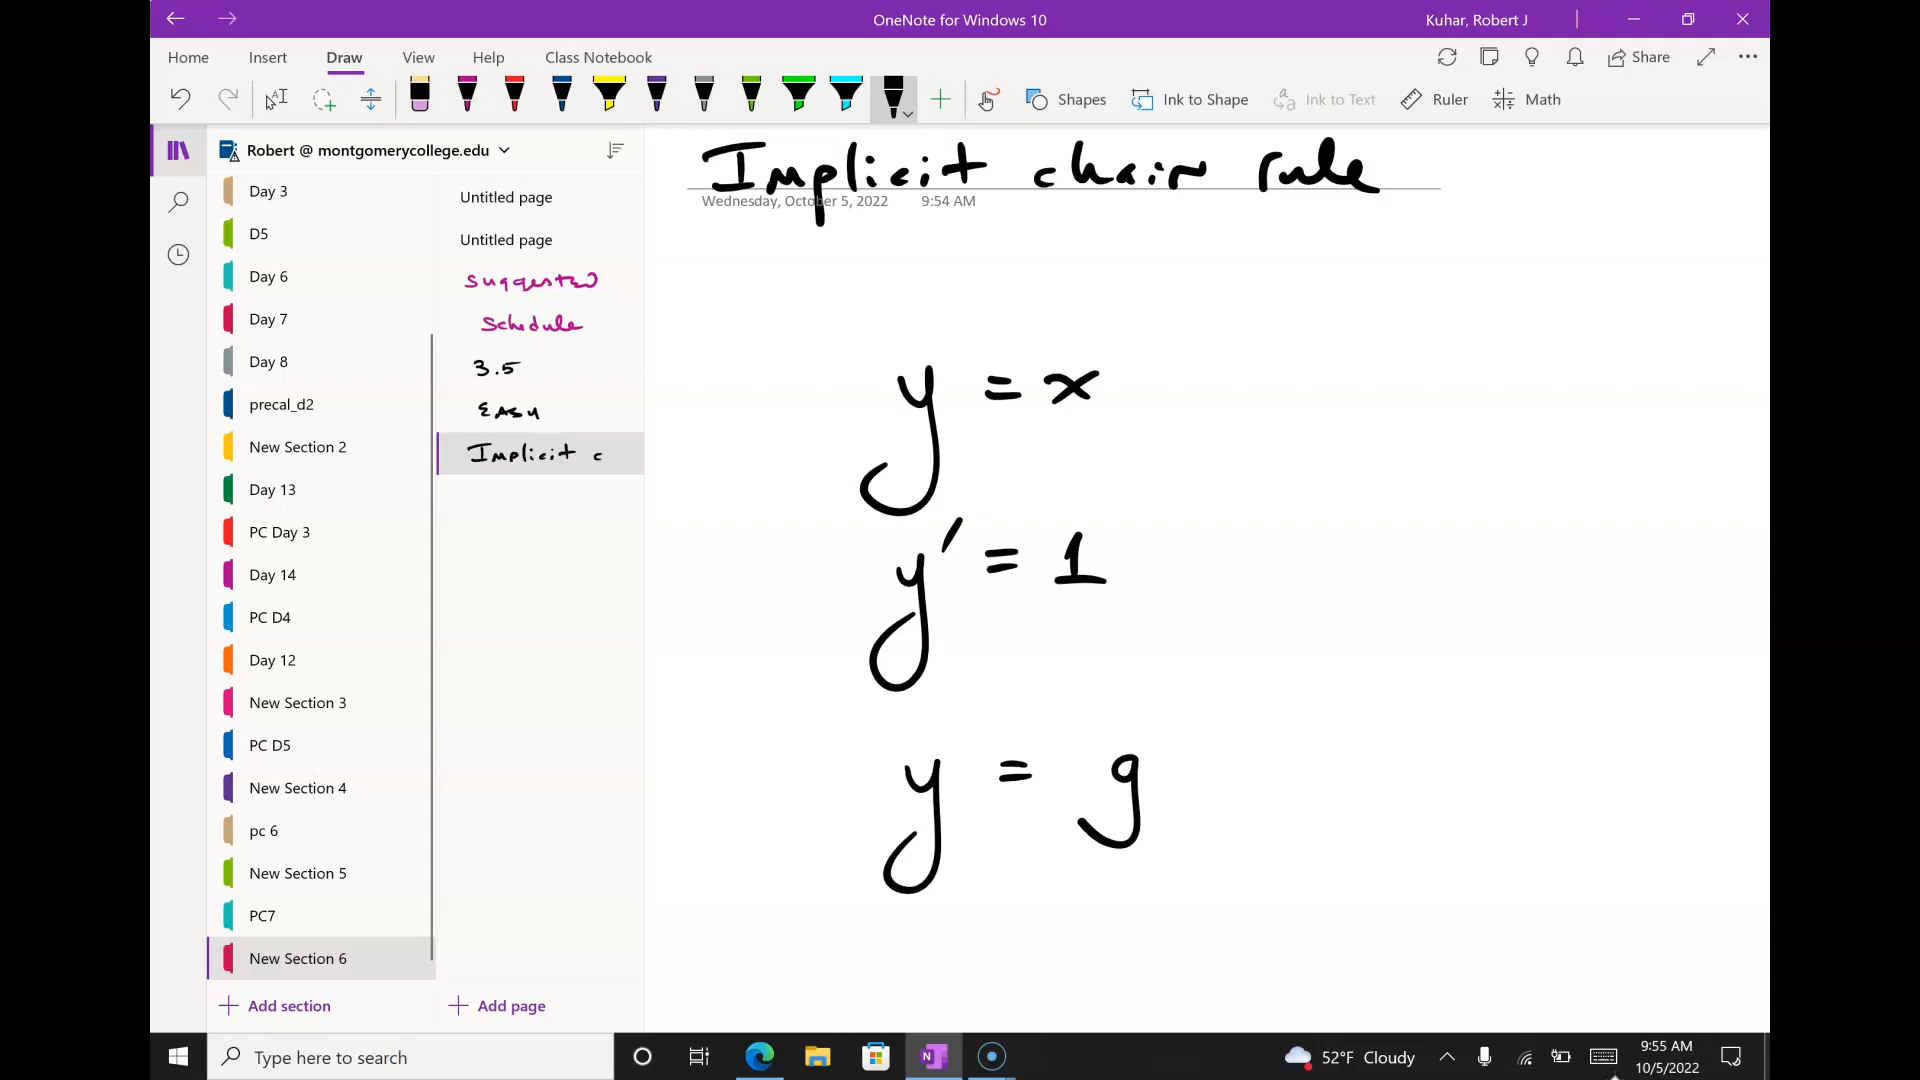 OneNote for Windows 10
Kuhar, Robert J
Home Insert Draw View Help Class Notebook
Share
Shapes Ink to Shape Ink to Text Ruler Math
Robert @ montgomerycollege.edu
Day 3
D5
Day 6
Day 7
Day 8
precal_d2
New Section 2
Day 13
PC Day 3
Day 14
PC D4
Day 12
New Section 3
PC D5
New Section 4
pc 6
New Section 5
PC7
New Section 6
Add section
Untitled page
Untitled page
suggested
schedule
3.5
EASY
Implicit c
Add page
Implicit chain rule
Wednesday, October 5, 2022 9:54 AM
y = x
y' = 1
y = g
Type here to search
52°F Cloudy
9:55 AM
10/5/2022